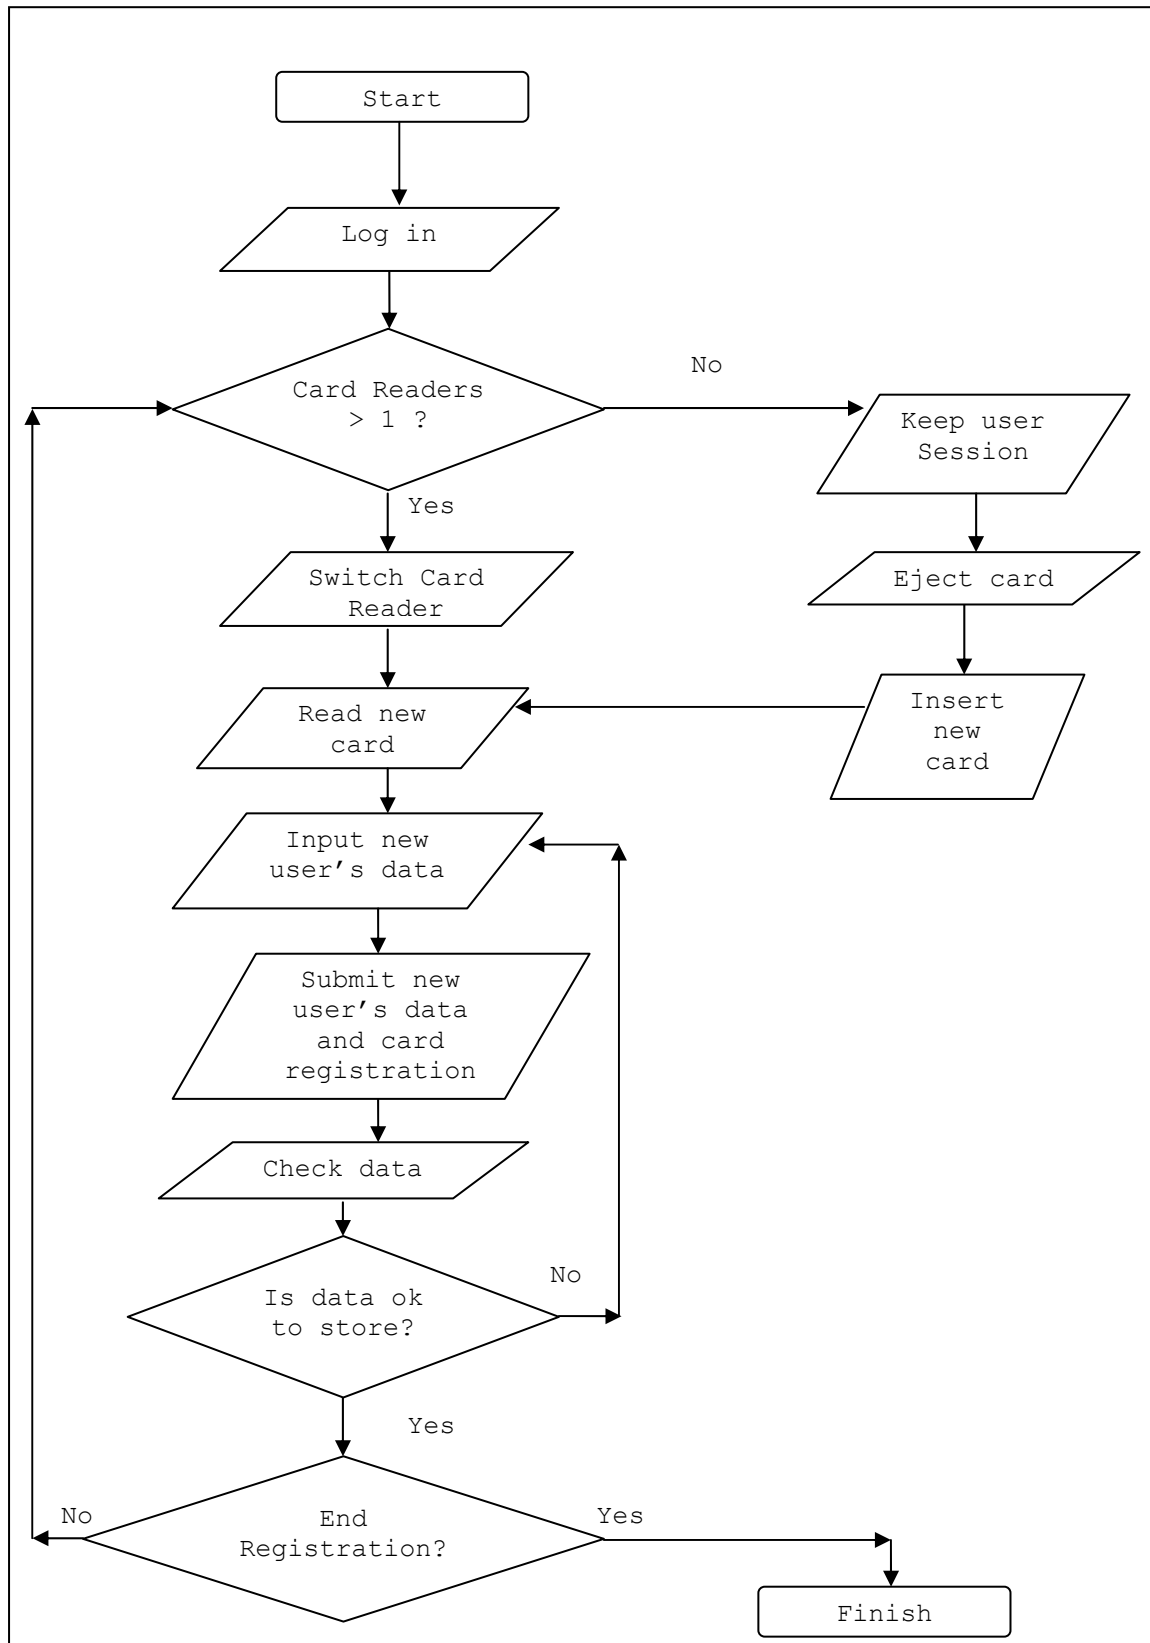 Start
Log in
Card Readers
> 1 ?
No
Keep user
Session
Yes
Eject card
Switch Card
Reader
Insert
new
card
Read new
card
Input new
user’s data
Submit new
user’s data
and card
registration
Check data
No
Is data ok
to store?
Yes
No
End
Registration?
Yes
Finish